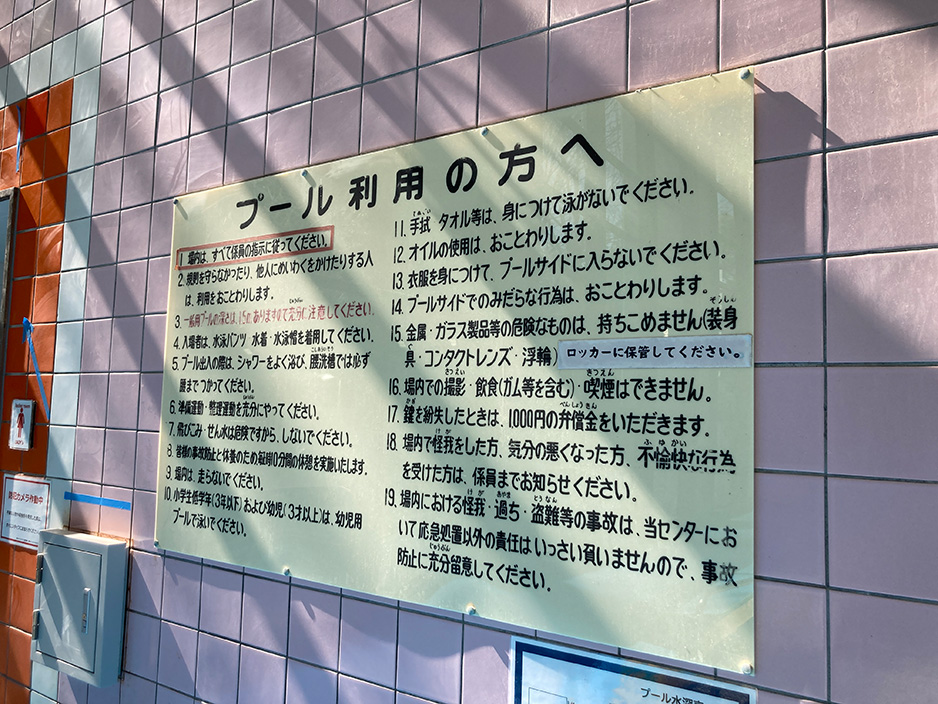 プール利用の方へ
1. 場内は、すべて係員の指示に従ってください。
2. 規則を守らなかったり、他人にめいわくをかけたりする人
は、利用をおことわりします。
3. 一般用プールの深さは、1.5mありますので充分に注意してください。
4. 入場者は、水泳パンツ 水着・水泳帽を着用してください。
5. プール出入の際は、シャワーをよく浴び、腰洗槽では必ず
腰までつかってください。
6. 準備運動・整理運動を充分にやってください。
7. 飛びこみ・せん水は危険ですから、しないでください。
8. 皆様の事故防止と休養のため毎時10分間の休憩を実施いたします。
9. 場内は、走らないでください。
10. 小学生低学年(3年以下)および幼児(3才以上)は、幼児用
プールで泳いでください。
11. 手拭 タオル等は、身につけて泳がないでください。
12. オイルの使用は、おことわりします。
13. 衣服を身につけて、プールサイドに入らないでください。
14. プールサイドでのみだらな行為は、おことわりします。
15. 金属・ガラス製品等の危険なものは、持ちこめません(装身
具・コンタクトレンズ・浮輪) ロッカーに保管してください。
16. 場内での撮影・飲食(ガム等を含む)・喫煙はできません。
17. 鍵を紛失したときは、1,000円の弁償金をいただきます。
18. 場内で怪我をした方、気分の悪くなった方、不愉快な行為
を受けた方は、係員までお知らせください。
19. 場内における怪我・過ち・盗難等の事故は、当センターにお
いて応急処置以外の責任はいっさい負いませんので、事故
防止に充分留意してください。
防犯カメラ作動中
プール水深